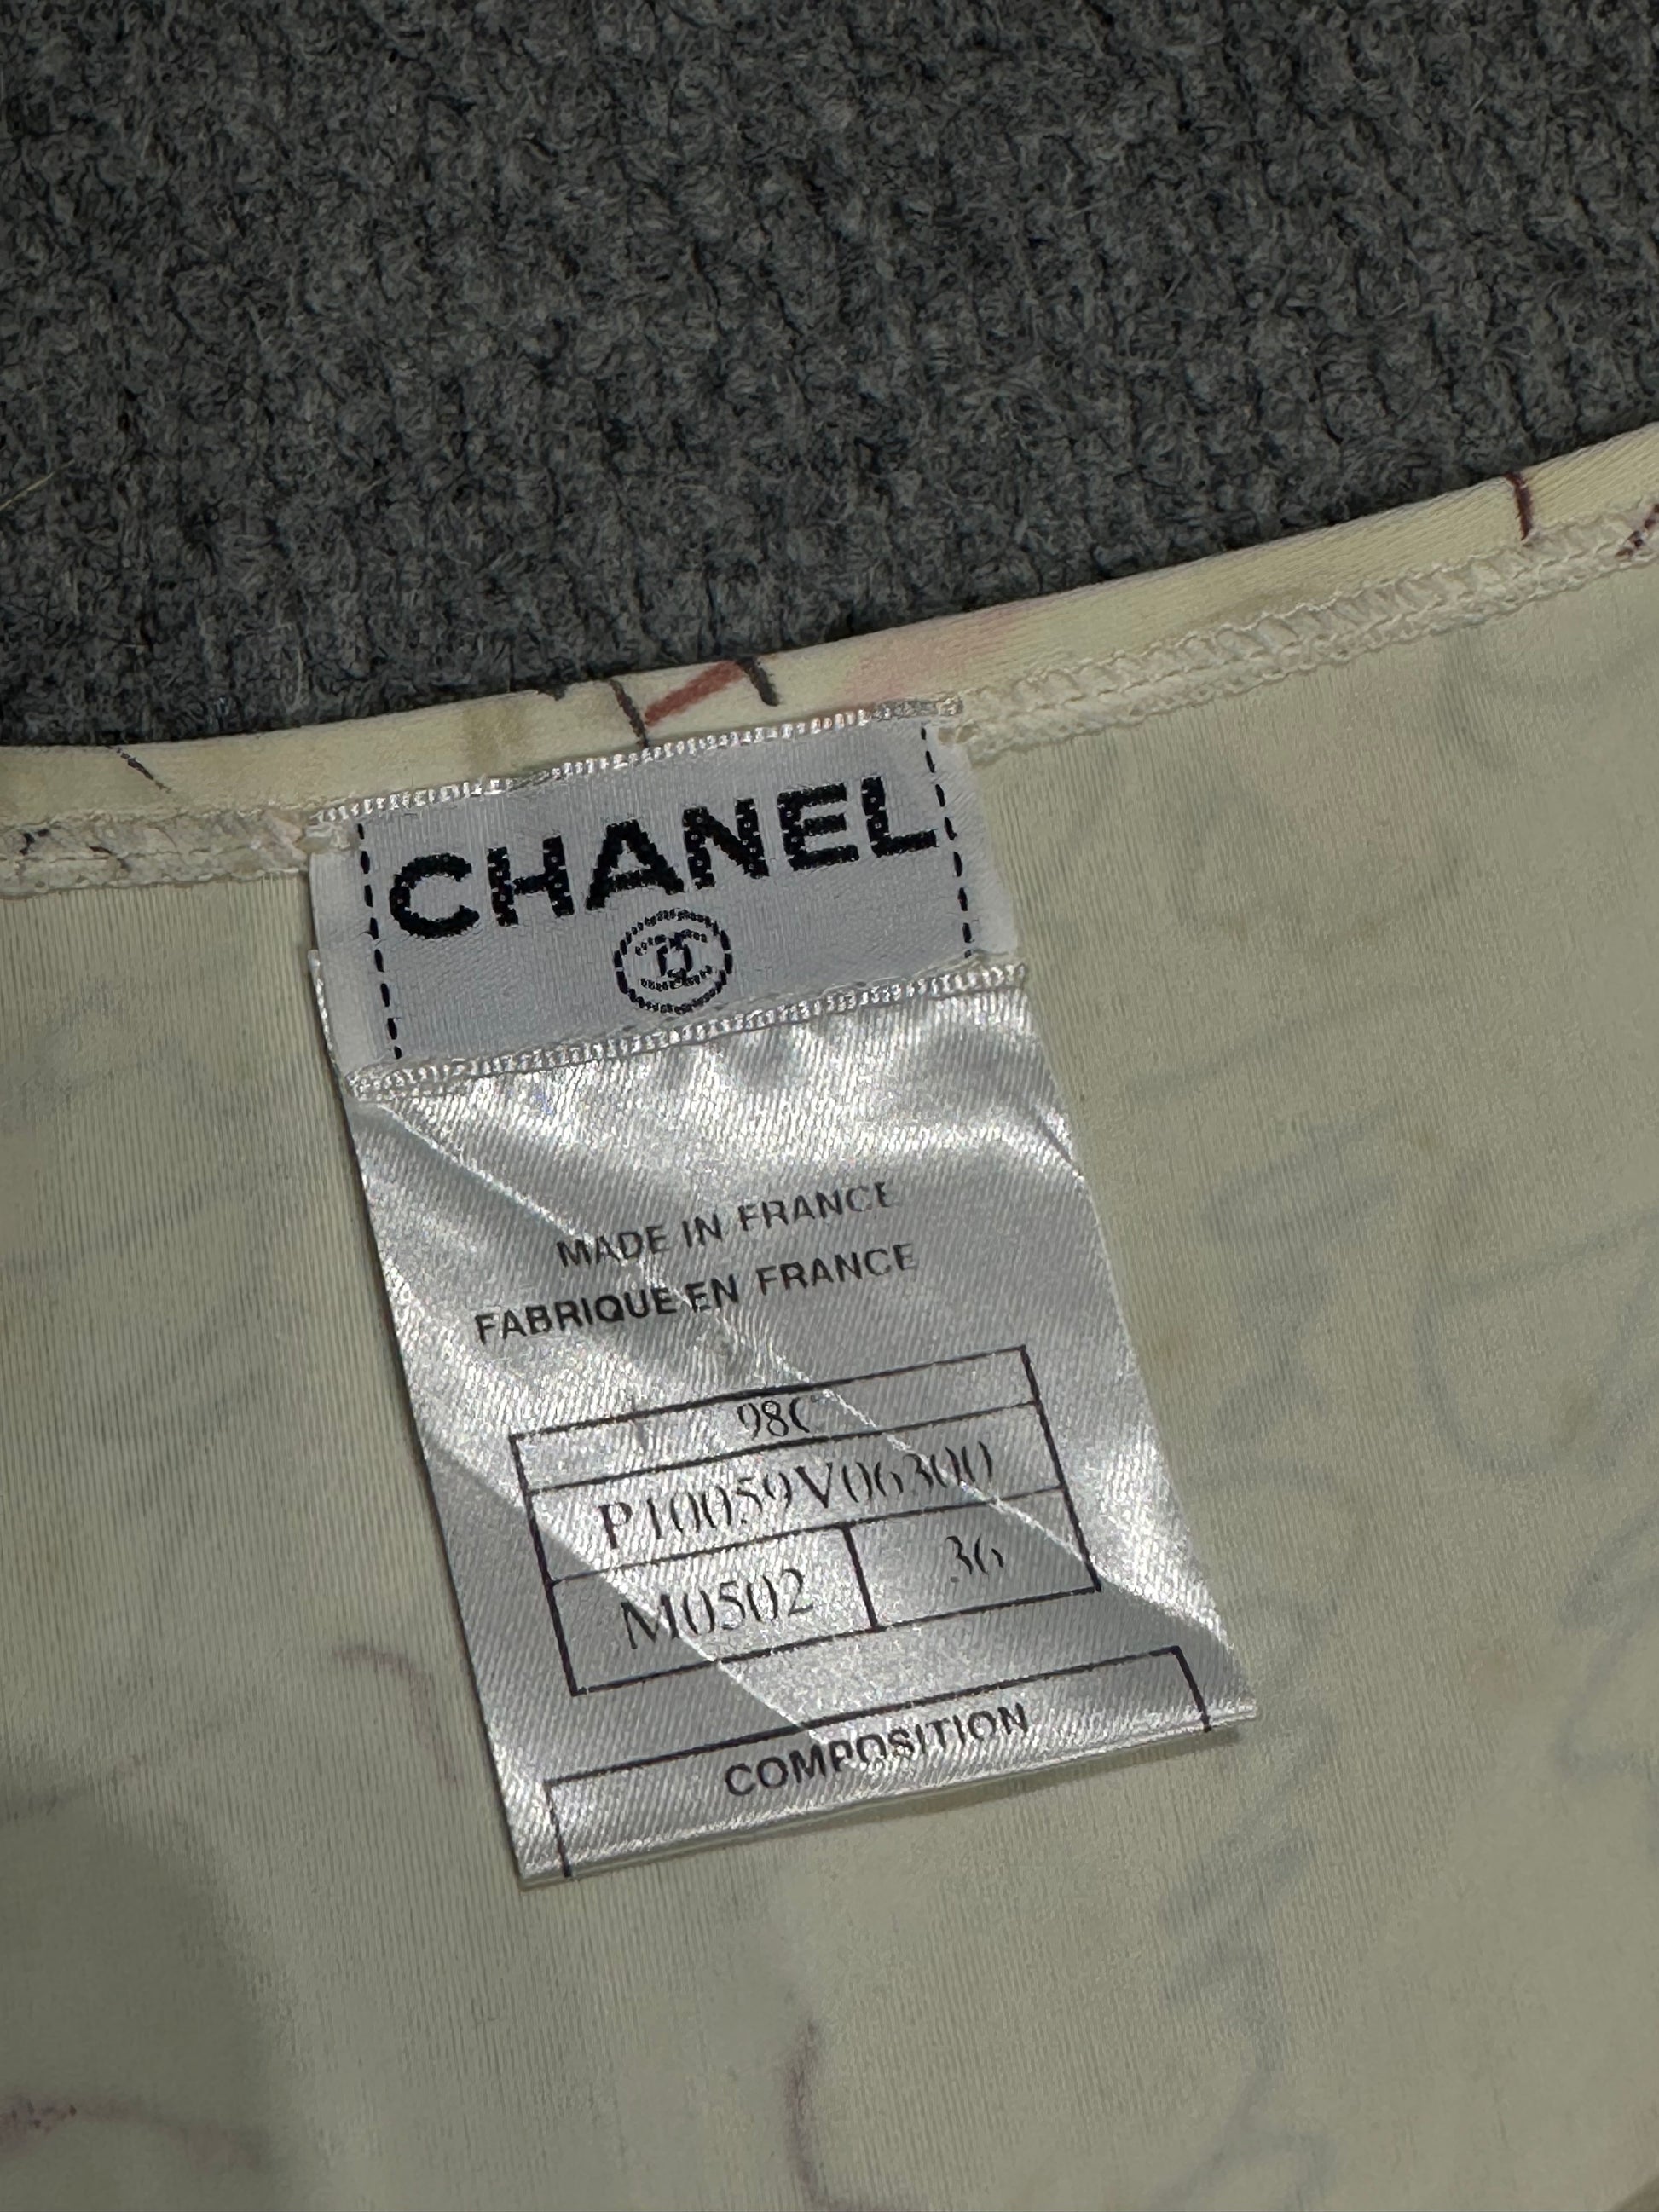 CHANEL
MADE IN FRANCE
FABRIQUE EN FRANCE
98C
P10059V06300
M0502 36
COMPOSITION